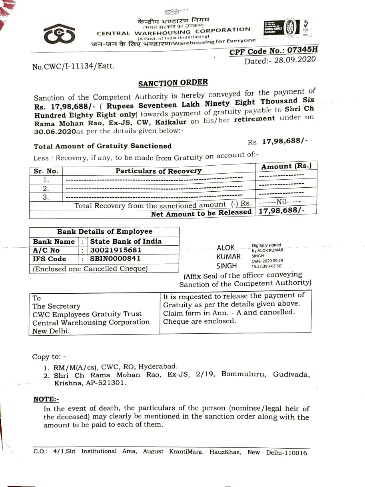 केन्द्रीय भण्डारण निगम
(भारत सरकार का उपक्रम)
CENTRAL WAREHOUSING CORPORATION
(A Govt. of India Undertaking)
जन-जन के लिए भण्डारण/Warehousing for Everyone
CPF Code No.: 07345H
No.CWC/I-11134/Estt. Dated:- 28.09.2020
SANCTION ORDER
Sanction of the Competent Authority is hereby conveyed for the payment of
Rs. 17,98,688/- ( Rupees Seventeen Lakh Ninety Eight Thousand Six
Hundred Eighty Eight only) towards payment of gratuity payable to Shri Ch
Rama Mohan Rao, Ex-JS, CW, Kaikalur on his/her retirement under on
30.06.2020as per the details given below:-
Total Amount of Gratuity Sanctioned Rs. 17,98,688/-
Less : Recovery, if any, to be made from Gratuity on account of:-
Sr. No. Particulars of Recovery Amount (Rs.)
1.
2.
3.
Total Recovery from the sanctioned amount (-) Rs. ------Nil-----
Net Amount to be Released 17,98,688/-
Bank Details of Employee
Bank Name : State Bank of India
A/C No : 30021915681
IFS Code : SBIN0000841
(Enclosed one Cancelled Cheque)
ALOK
KUMAR
SINGH
Digitally signed
by ALOK KUMAR
SINGH
(Affix Seal of the officer conveying
Sanction of the Competent Authority)
To
The Secretary
CWC Employees Gratuity Trust
Central Warehousing Corporation
New Delhi.
It is requested to release the payment of
Gratuity as per the details given above.
Claim form in Ann. - A and cancelled.
Cheque are enclosed.
Copy to: -
1. RM/M(A/cs), CWC, RO, Hyderabad.
2. Shri Ch Rama Mohan Rao, Ex-JS, 2/19, Bommuluru, Gudivada,
Krishna, AP-521301.
NOTE:-
In the event of death, the particulars of the person (nominee/legal heir of
the deceased) may clearly be mentioned in the sanction order along with the
amount to be paid to each of them.
C.O.: 4/1,Siri Institutional Area, August KrantiMarg, HauzKhas, New Delhi-110016.